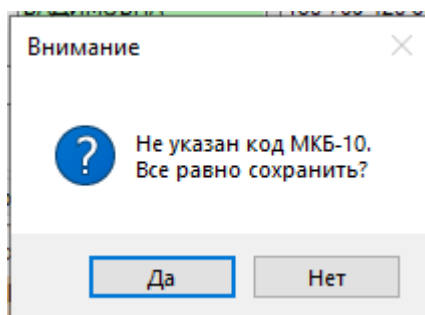 Внимание
Не указан код МКБ-10.
Все равно сохранить?
Да
Нет